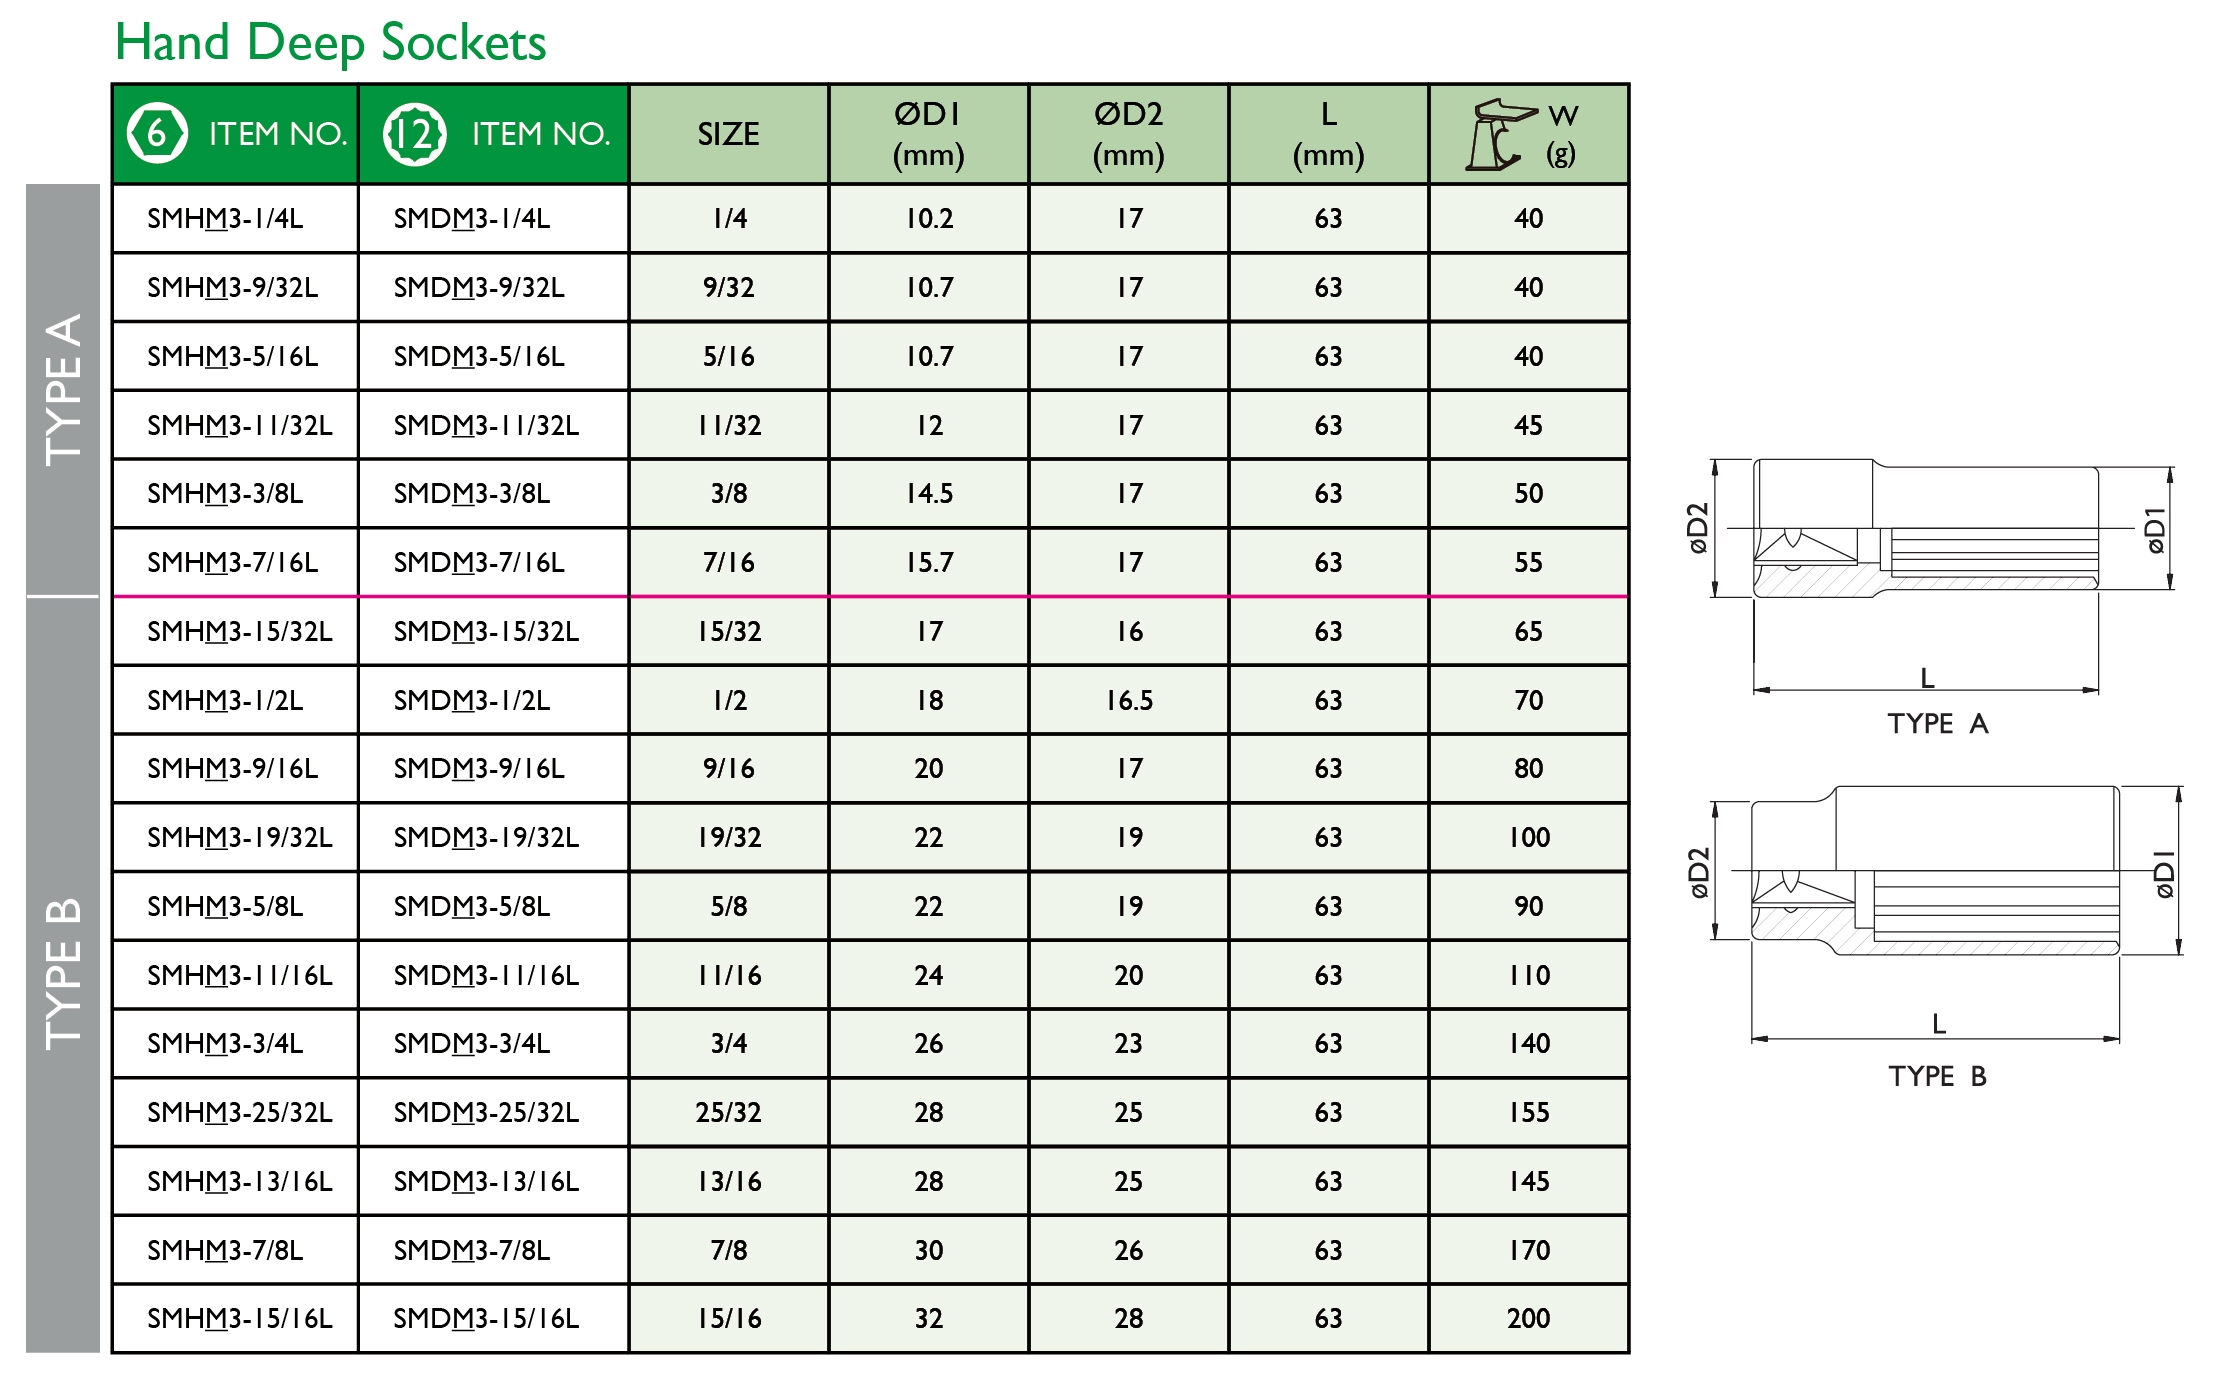 Hand Deep Sockets
6 ITEM NO. 12 ITEM NO. SIZE ØD1 (mm) ØD2 (mm) L (mm) W (g)
TYPE A
SMHM3-1/4L SMDM3-1/4L 1/4 10.2 17 63 40
SMHM3-9/32L SMDM3-9/32L 9/32 10.7 17 63 40
SMHM3-5/16L SMDM3-5/16L 5/16 10.7 17 63 40
SMHM3-11/32L SMDM3-11/32L 11/32 12 17 63 45
SMHM3-3/8L SMDM3-3/8L 3/8 14.5 17 63 50
SMHM3-7/16L SMDM3-7/16L 7/16 15.7 17 63 55
TYPE B
SMHM3-15/32L SMDM3-15/32L 15/32 17 16 63 65
SMHM3-1/2L SMDM3-1/2L 1/2 18 16.5 63 70
SMHM3-9/16L SMDM3-9/16L 9/16 20 17 63 80
SMHM3-19/32L SMDM3-19/32L 19/32 22 19 63 100
SMHM3-5/8L SMDM3-5/8L 5/8 22 19 63 90
SMHM3-11/16L SMDM3-11/16L 11/16 24 20 63 110
SMHM3-3/4L SMDM3-3/4L 3/4 26 23 63 140
SMHM3-25/32L SMDM3-25/32L 25/32 28 25 63 155
SMHM3-13/16L SMDM3-13/16L 13/16 28 25 63 145
SMHM3-7/8L SMDM3-7/8L 7/8 30 26 63 170
SMHM3-15/16L SMDM3-15/16L 15/16 32 28 63 200
øD2
øD1
L
TYPE A
øD2
øD1
L
TYPE B